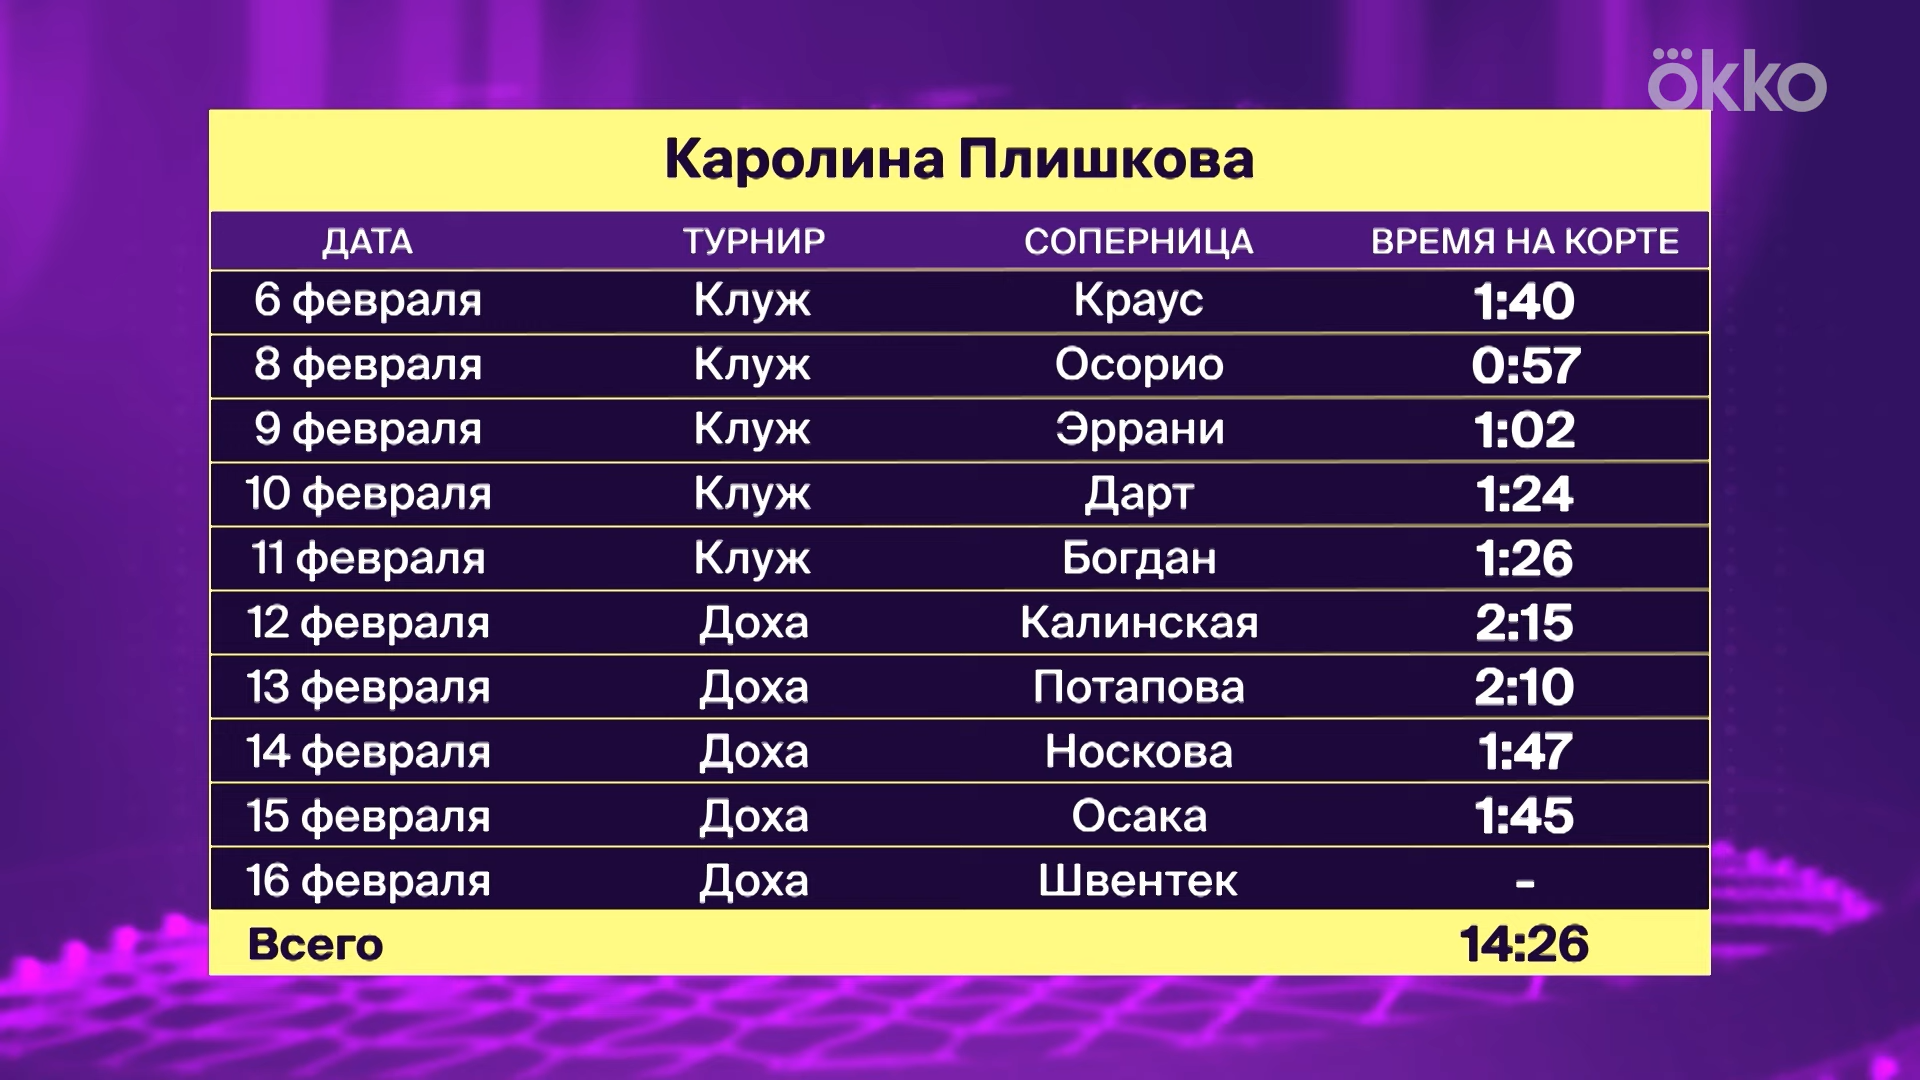 ökko
Каролина Плишкова
ДАТА ТУРНИР СОПЕРНИЦА ВРЕМЯ НА КОРТЕ
6 февраля Клуж Краус 1:40
8 февраля Клуж Осорио 0:57
9 февраля Клуж Эррани 1:02
10 февраля Клуж Дарт 1:24
11 февраля Клуж Богдан 1:26
12 февраля Доха Калинская 2:15
13 февраля Доха Потапова 2:10
14 февраля Доха Носкова 1:47
15 февраля Доха Осака 1:45
16 февраля Доха Швентек -
Всего 14:26